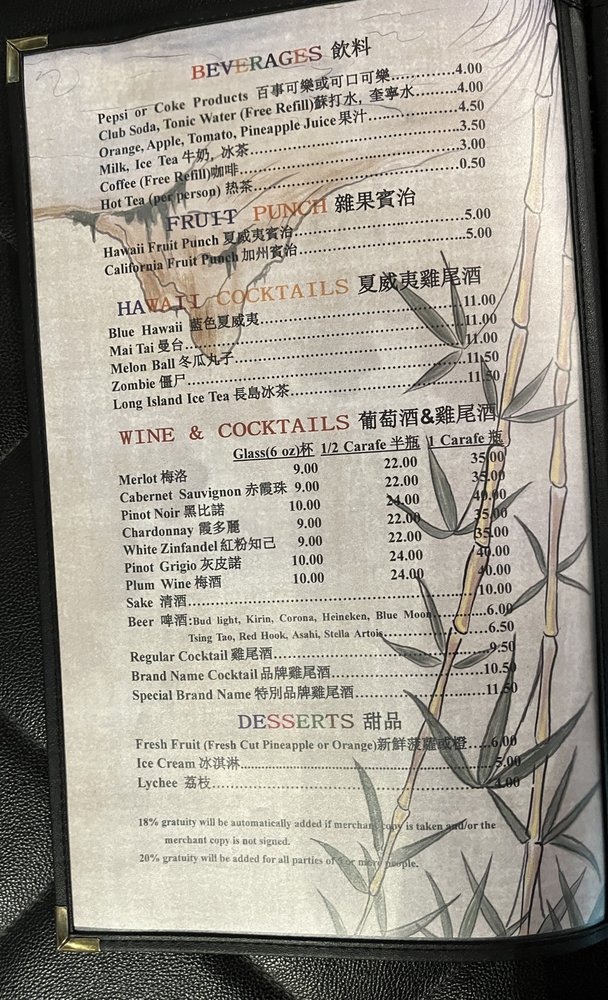 BEVERAGES 飲料
Pepsi or Coke Products 百事可樂或可口可樂............4.00
Club Soda, Tonic Water (Free Refill)蘇打水, 奎寧水........4.00
Orange, Apple, Tomato, Pineapple Juice 果汁..................4.50
Milk, Ice Tea 牛奶, 冰茶..........................................3.50
Coffee (Free Refill)咖啡..........................................3.00
Hot Tea (per person) 热茶..........................................0.50
FRUIT PUNCH 雜果賓治
Hawaii Fruit Punch 夏威夷賓治..................................5.00
California Fruit Punch 加州賓治..................................5.00
HAWAII COCKTAILS 夏威夷雞尾酒
Blue Hawaii 藍色夏威夷..........................................11.00
Mai Tai 曼台..........................................11.00
Melon Ball 冬瓜丸子..........................................11.00
Zombie 僵尸..........................................11.50
Long Island Ice Tea 長島冰茶..................................11.50
WINE & COCKTAILS 葡萄酒&雞尾酒
Glass(6 oz)杯 1/2 Carafe 半瓶 1 Carafe 瓶
Merlot 梅洛 9.00 22.00 35.00
Cabernet Sauvignon 赤霞珠 9.00 22.00 35.00
Pinot Noir 黑比諾 10.00 24.00 40.00
Chardonnay 霞多麗 9.00 22.00 35.00
White Zinfandel 紅粉知己 9.00 22.00 35.00
Pinot Grigio 灰皮諾 10.00 24.00 40.00
Plum Wine 梅酒 10.00 24.00 40.00
Sake 清酒..........................................10.00
Beer 啤酒:Bud light, Kirin, Corona, Heineken, Blue Moon............6.00
Tsing Tao, Red Hook, Asahi, Stella Artois..................6.50
Regular Cocktail 雞尾酒..................................9.50
Brand Name Cocktail 品牌雞尾酒..................................10.50
Special Brand Name 特別品牌雞尾酒..................................11.50
DESSERTS 甜品
Fresh Fruit (Fresh Cut Pineapple or Orange)新鮮菠蘿或橙.....6.00
Ice Cream 冰淇淋..........................................5.00
Lychee 荔枝..........................................4.00
18% gratuity will be automatically added if merchant copy is taken and/or the
merchant copy is not signed.
20% gratuity will be added for all parties of 5 or more people.